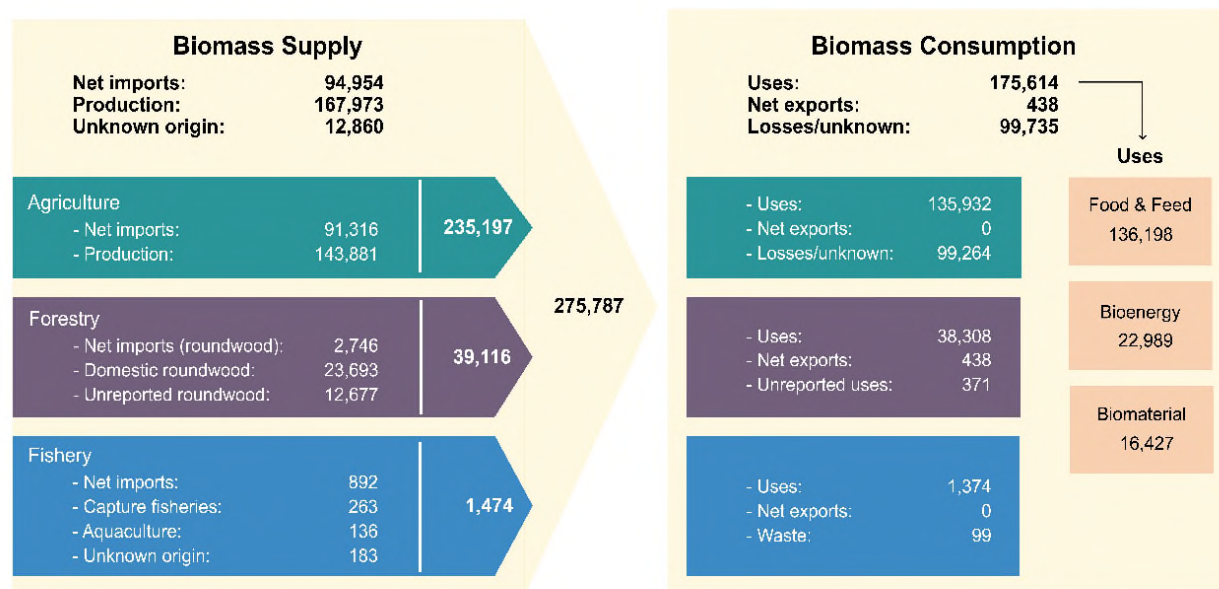 Biomass Supply
Net imports: 94,954
Production: 167,973
Unknown origin: 12,860
Agriculture
- Net imports: 91,316
- Production: 143,881
235,197
Forestry
- Net imports (roundwood): 2,746
- Domestic roundwood: 23,693
- Unreported roundwood: 12,677
39,116
Fishery
- Net imports: 892
- Capture fisheries: 263
- Aquaculture: 136
- Unknown origin: 183
1,474
275,787
Biomass Consumption
Uses: 175,614
Net exports: 438
Losses/unknown: 99,735
- Uses: 135,932
- Net exports: 0
- Losses/unknown: 99,264
- Uses: 38,308
- Net exports: 438
- Unreported uses: 371
- Uses: 1,374
- Net exports: 0
- Waste: 99
Uses
Food & Feed
136,198
Bioenergy
22,989
Biomaterial
16,427